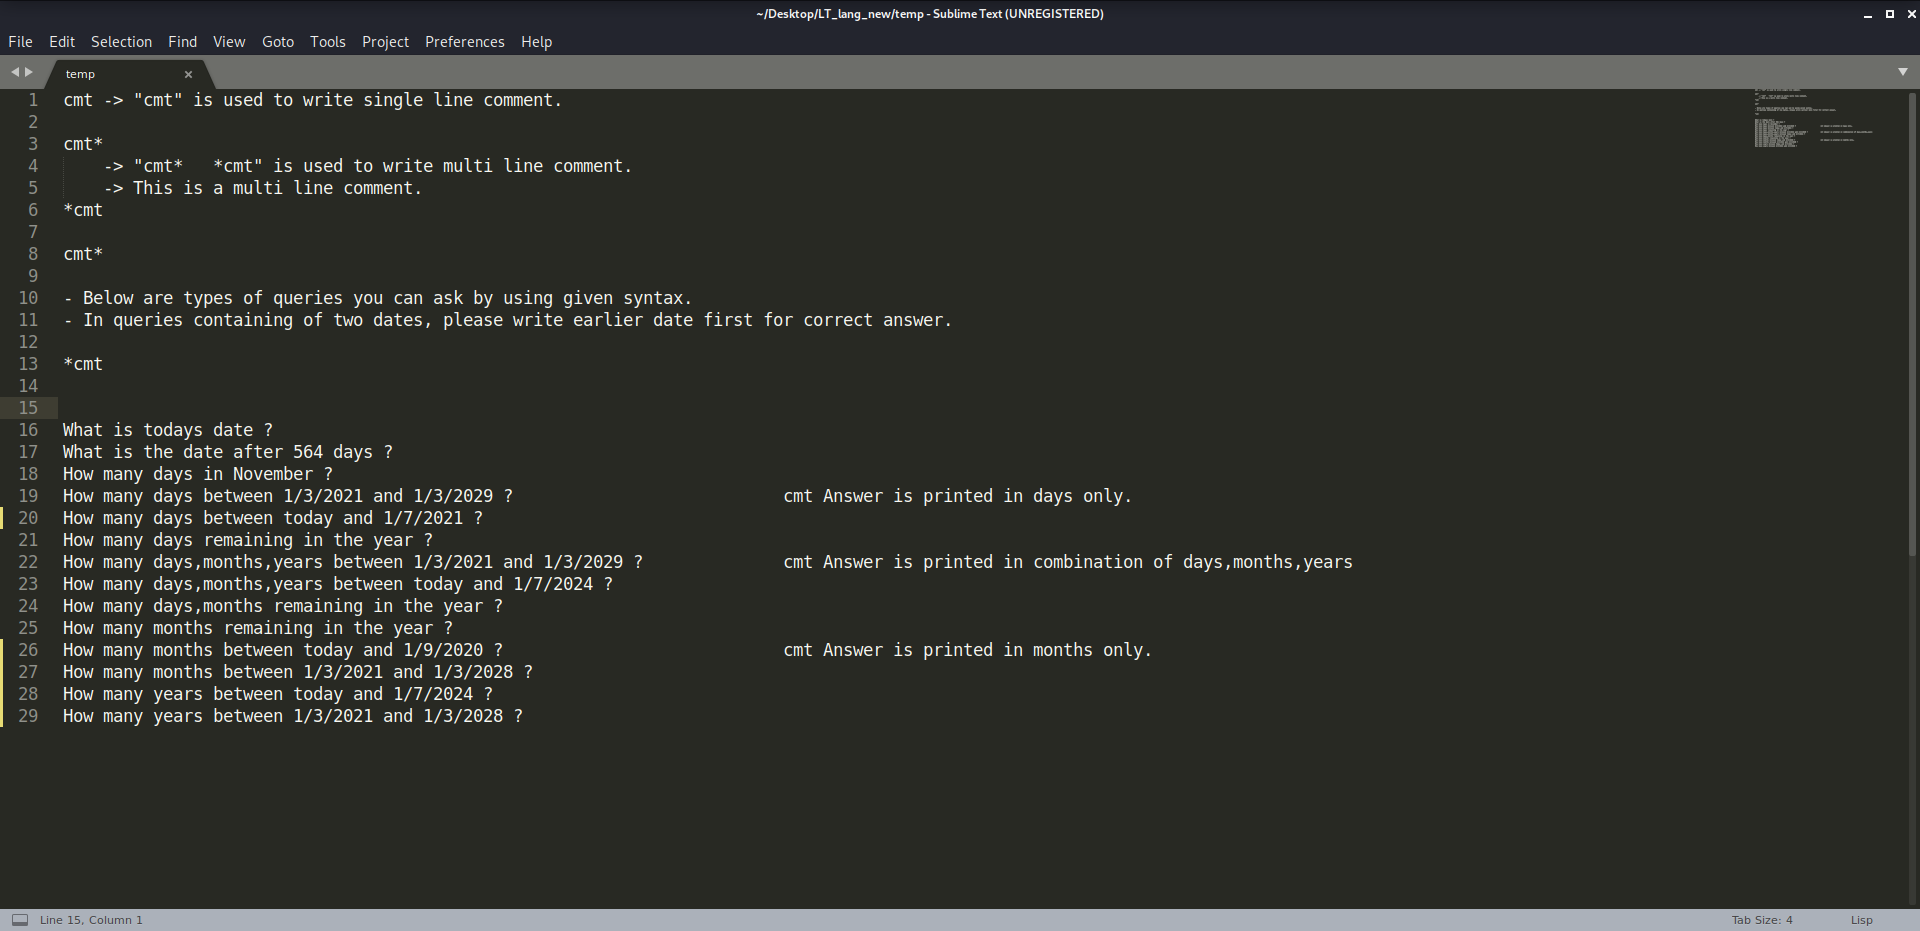 ~/Desktop/LT_lang_new/temp - Sublime Text (UNREGISTERED)
File Edit Selection Find View Goto Tools Project Preferences Help
temp
1 cmt -> "cmt" is used to write single line comment.
2
3 cmt*
4 -> "cmt*   *cmt" is used to write multi line comment.
5 -> This is a multi line comment.
6 *cmt
7
8 cmt*
9
10 - Below are types of queries you can ask by using given syntax.
11 - In queries containing of two dates, please write earlier date first for correct answer.
12
13 *cmt
14
15
16 What is todays date ?
17 What is the date after 564 days ?
18 How many days in November ?
19 How many days between 1/3/2021 and 1/3/2029 ? cmt Answer is printed in days only.
20 How many days between today and 1/7/2021 ?
21 How many days remaining in the year ?
22 How many days,months,years between 1/3/2021 and 1/3/2029 ? cmt Answer is printed in combination of days,months,years
23 How many days,months,years between today and 1/7/2024 ?
24 How many days,months remaining in the year ?
25 How many months remaining in the year ?
26 How many months between today and 1/9/2020 ? cmt Answer is printed in months only.
27 How many months between 1/3/2021 and 1/3/2028 ?
28 How many years between today and 1/7/2024 ?
29 How many years between 1/3/2021 and 1/3/2028 ?
Line 15, Column 1 Tab Size: 4 Lisp